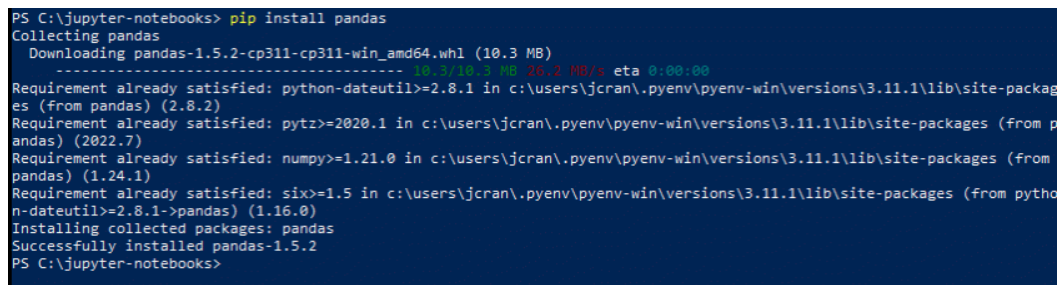 PS C:\jupyter-notebooks> pip install pandas
Collecting pandas
  Downloading pandas-1.5.2-cp311-cp311-win_amd64.whl (10.3 MB)
     ---------------------------------------- 10.3/10.3 MB 26.2 MB/s eta 0:00:00
Requirement already satisfied: python-dateutil>=2.8.1 in c:\users\jcran\.pyenv\pyenv-win\versions\3.11.1\lib\site-packag
es (from pandas) (2.8.2)
Requirement already satisfied: pytz>=2020.1 in c:\users\jcran\.pyenv\pyenv-win\versions\3.11.1\lib\site-packages (from p
andas) (2022.7)
Requirement already satisfied: numpy>=1.21.0 in c:\users\jcran\.pyenv\pyenv-win\versions\3.11.1\lib\site-packages (from
pandas) (1.24.1)
Requirement already satisfied: six>=1.5 in c:\users\jcran\.pyenv\pyenv-win\versions\3.11.1\lib\site-packages (from pytho
n-dateutil>=2.8.1->pandas) (1.16.0)
Installing collected packages: pandas
Successfully installed pandas-1.5.2
PS C:\jupyter-notebooks>